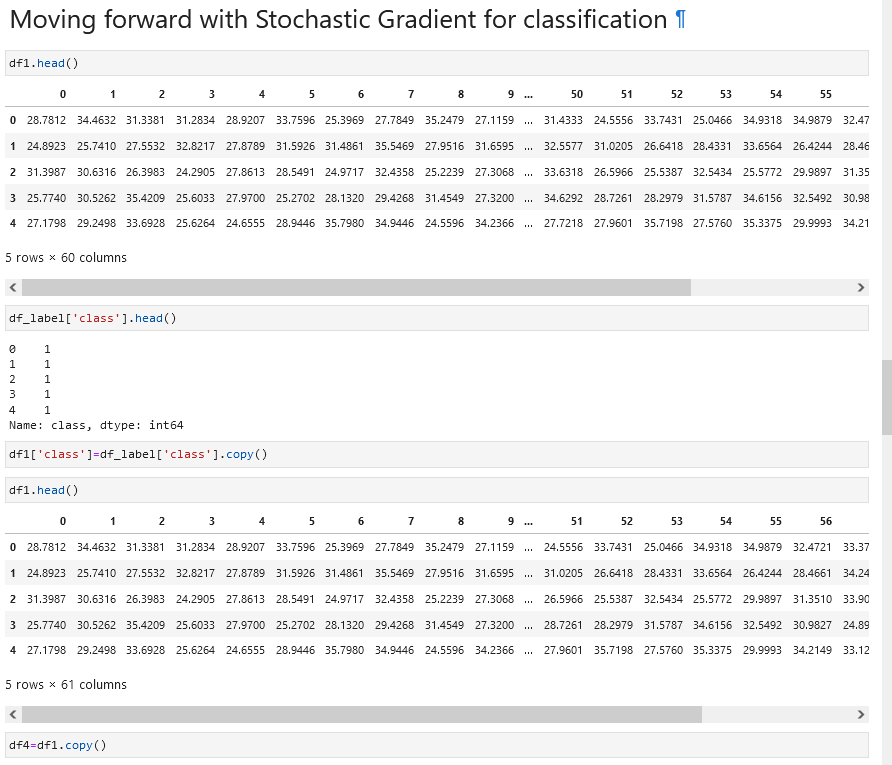 Moving forward with Stochastic Gradient for classification ¶
df1.head()
0 1 2 3 4 5 6 7 8 9 ... 50 51 52 53 54 55
0 28.7812 34.4632 31.3381 31.2834 28.9207 33.7596 25.3969 27.7849 35.2479 27.1159 ... 31.4333 24.5556 33.7431 25.0466 34.9318 34.9879 32.47
1 24.8923 25.7410 27.5532 32.8217 27.8789 31.5926 31.4861 35.5469 27.9516 31.6595 ... 32.5577 31.0205 26.6418 28.4331 33.6564 26.4244 28.46
2 31.3987 30.6316 26.3983 24.2905 27.8613 28.5491 24.9717 32.4358 25.2239 27.3068 ... 33.6318 26.5966 25.5387 32.5434 25.5772 29.9897 31.35
3 25.7740 30.5262 35.4209 25.6033 27.9700 25.2702 28.1320 29.4268 31.4549 27.3200 ... 34.6292 28.7261 28.2979 31.5787 34.6156 32.5492 30.98
4 27.1798 29.2498 33.6928 25.6264 24.6555 28.9446 35.7980 34.9446 24.5596 34.2366 ... 27.7218 27.9601 35.7198 27.5760 35.3375 29.9993 34.21
5 rows × 60 columns
df_label['class'].head()
0 1
1 1
2 1
3 1
4 1
Name: class, dtype: int64
df1['class']=df_label['class'].copy()
df1.head()
0 1 2 3 4 5 6 7 8 9 ... 51 52 53 54 55 56
0 28.7812 34.4632 31.3381 31.2834 28.9207 33.7596 25.3969 27.7849 35.2479 27.1159 ... 24.5556 33.7431 25.0466 34.9318 34.9879 32.4721 33.37
1 24.8923 25.7410 27.5532 32.8217 27.8789 31.5926 31.4861 35.5469 27.9516 31.6595 ... 31.0205 26.6418 28.4331 33.6564 26.4244 28.4661 34.24
2 31.3987 30.6316 26.3983 24.2905 27.8613 28.5491 24.9717 32.4358 25.2239 27.3068 ... 26.5966 25.5387 32.5434 25.5772 29.9897 31.3510 33.90
3 25.7740 30.5262 35.4209 25.6033 27.9700 25.2702 28.1320 29.4268 31.4549 27.3200 ... 28.7261 28.2979 31.5787 34.6156 32.5492 30.9827 24.89
4 27.1798 29.2498 33.6928 25.6264 24.6555 28.9446 35.7980 34.9446 24.5596 34.2366 ... 27.9601 35.7198 27.5760 35.3375 29.9993 34.2149 33.12
5 rows × 61 columns
df4=df1.copy()